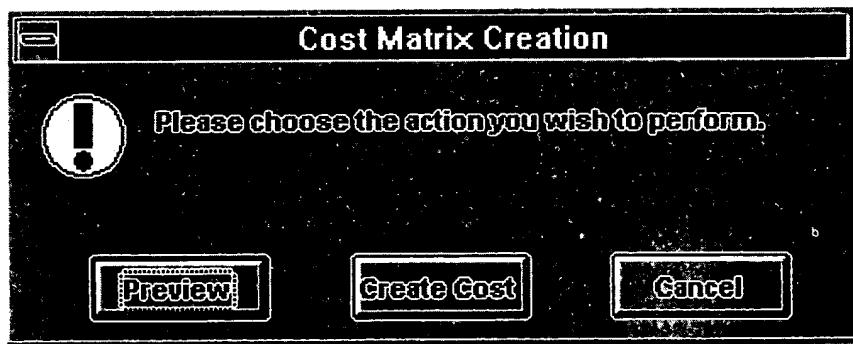 Cost Matrix Creation
Please choose the action you wish to perform.
Preview
Create Cost
Cancel